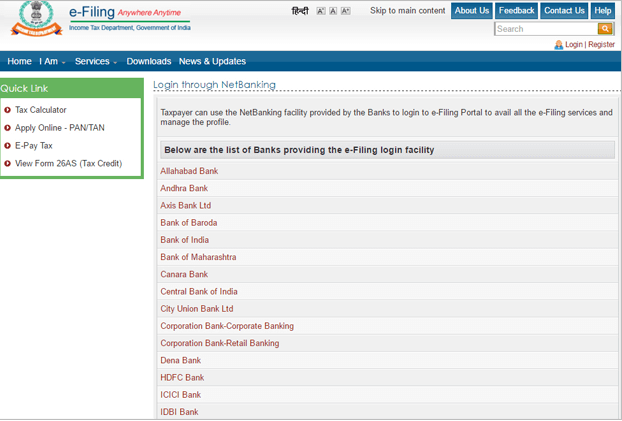 e-Filing Anywhere Anytime
Income Tax Department, Government of India
हिन्दी A- A A+ Skip to main content About Us Feedback Contact Us Help
Search
Login | Register
Home I Am Services Downloads News & Updates
Quick Link
Tax Calculator
Apply Online - PAN/TAN
E-Pay Tax
View Form 26AS (Tax Credit)
Login through NetBanking
Taxpayer can use the NetBanking facility provided by the Banks to login to e-Filing Portal to avail all the e-Filing services and
manage the profile.
Below are the list of Banks providing the e-Filing login facility
Allahabad Bank
Andhra Bank
Axis Bank Ltd
Bank of Baroda
Bank of India
Bank of Maharashtra
Canara Bank
Central Bank of India
City Union Bank Ltd
Corporation Bank-Corporate Banking
Corporation Bank-Retail Banking
Dena Bank
HDFC Bank
ICICI Bank
IDBI Bank